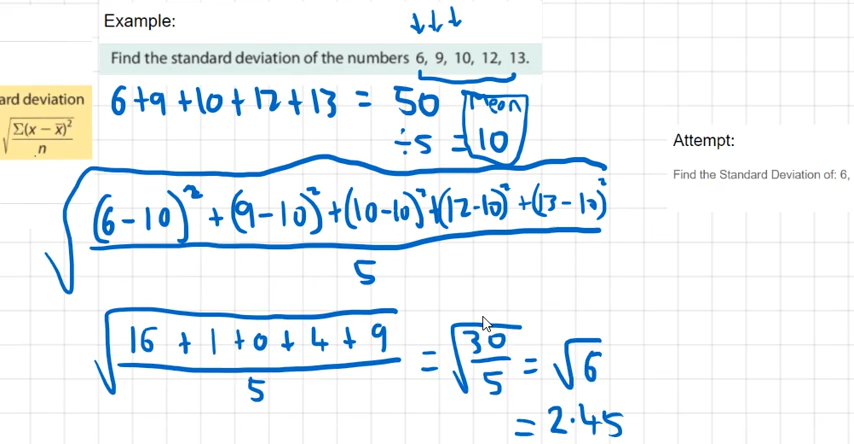 Example:
Find the standard deviation of the numbers 6, 9, 10, 12, 13.
ard deviation
√(Σ(x − x̄)²/n)
6+9+10+12+13 = 50 Mean
÷5 = 10
Attempt:
Find the Standard Deviation of: 6,
√(((6-10)² + (9-10)² + (10-10)² + (12-10)² + (13-10)²)/5)
√((16 + 1 + 0 + 4 + 9)/5) = √(30/5) = √6
= 2.45